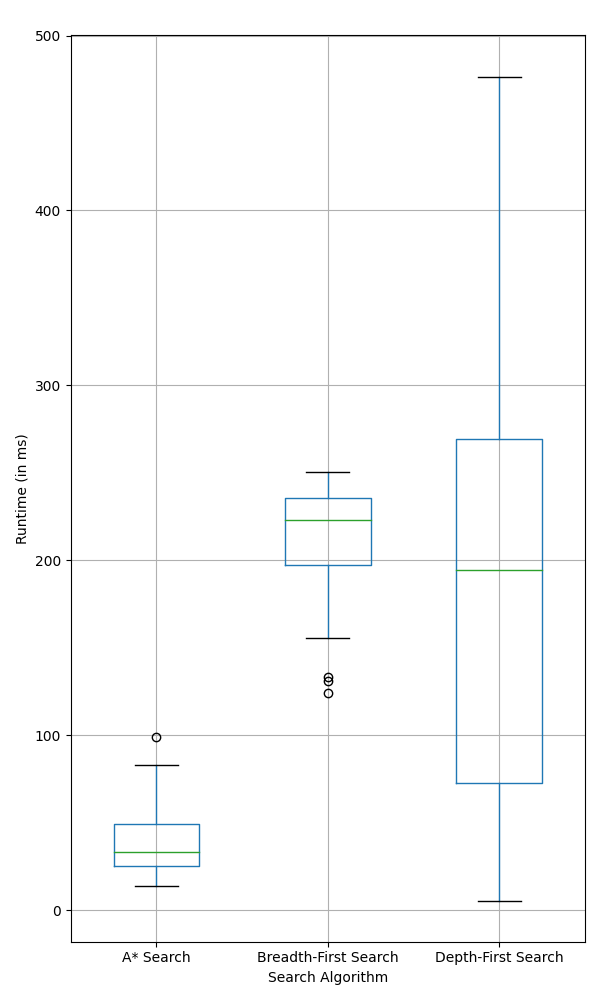 500
400
300
200
100
0
Runtime (in ms)
A* Search
Breadth-First Search
Depth-First Search
Search Algorithm